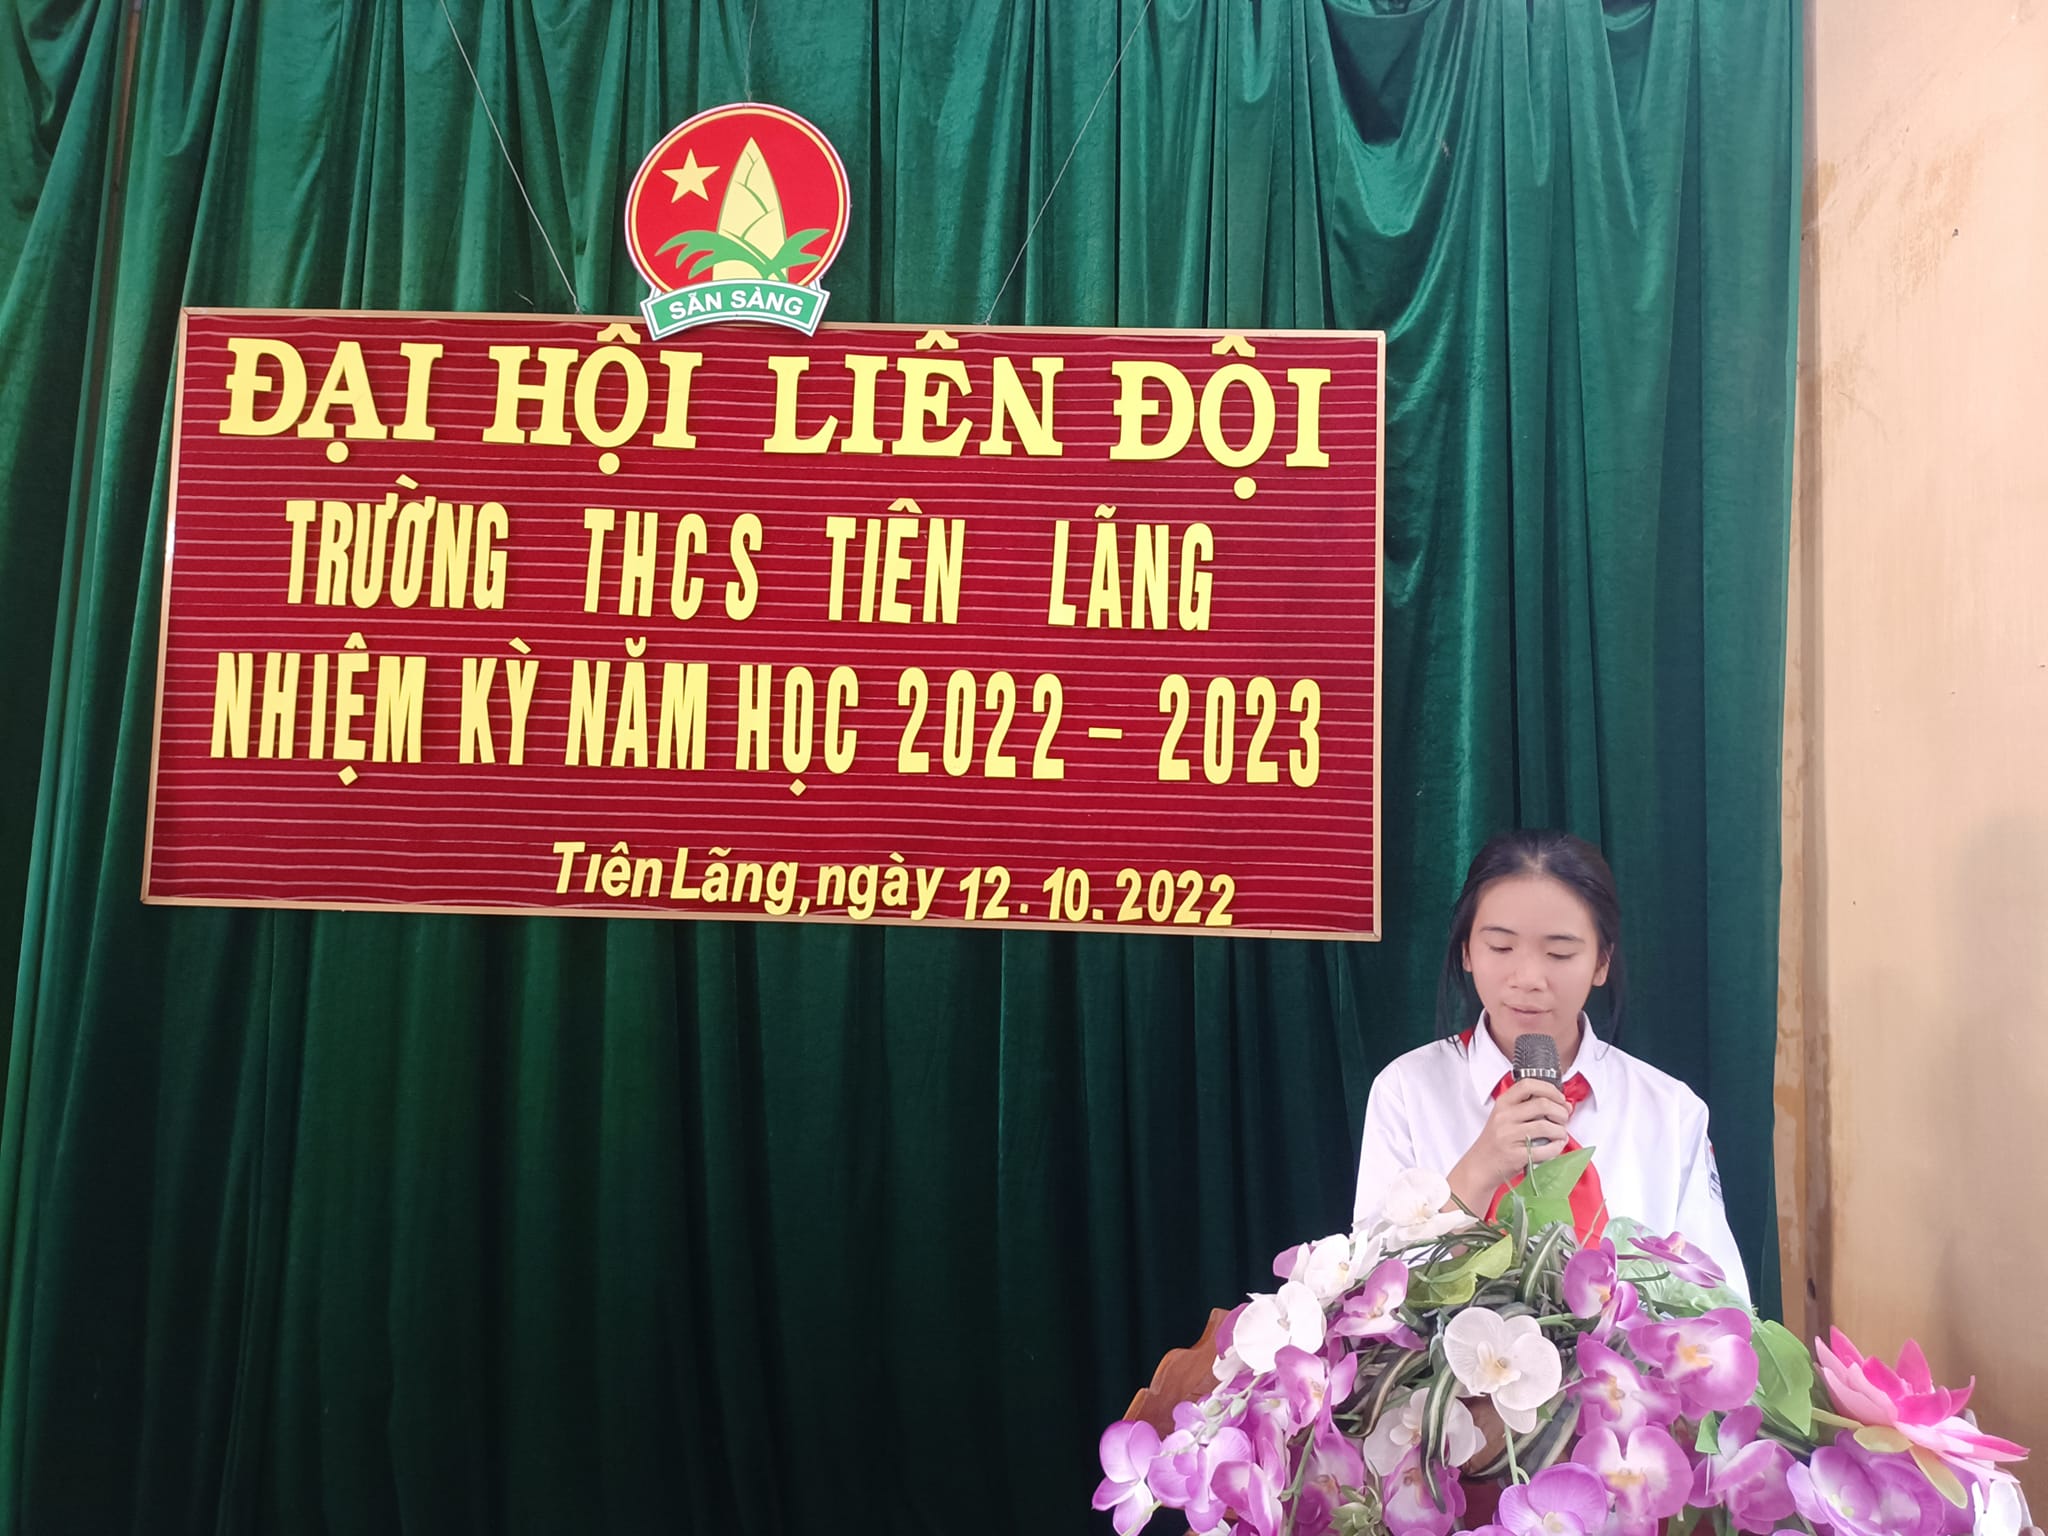 SẴN SÀNG
ĐẠI HỘI LIÊN ĐỘI
TRƯỜNG THCS TIÊN LÃNG
NHIỆM KỲ NĂM HỌC 2022 - 2023
Tiên Lãng, ngày 12.10.2022